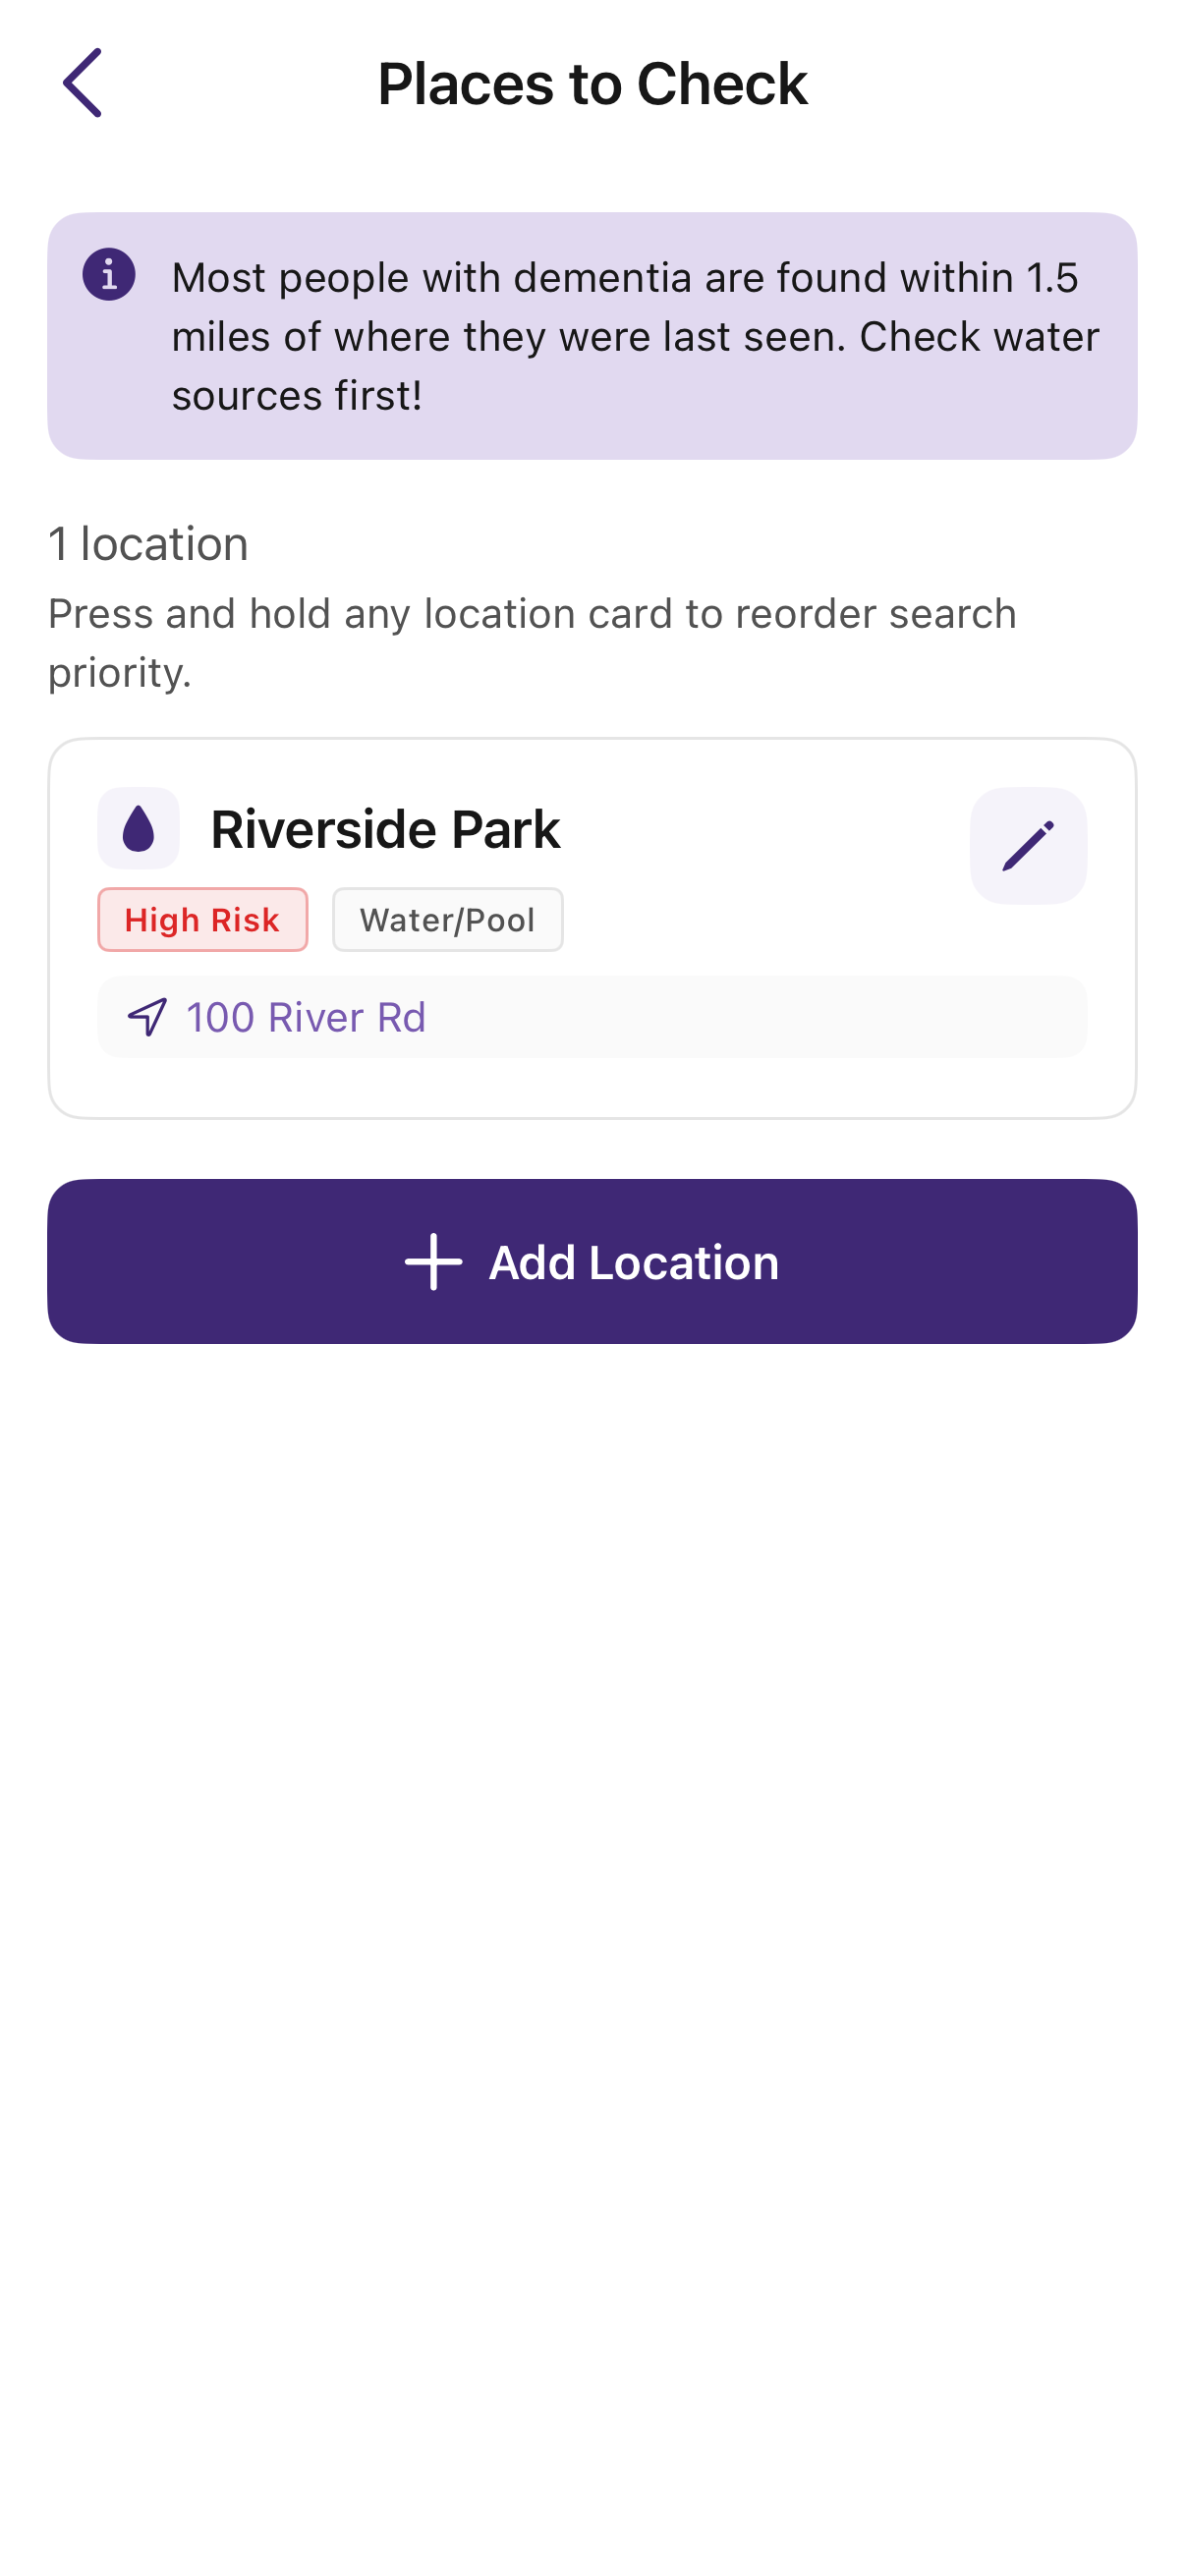 Places to Check
Most people with dementia are found within 1.5
miles of where they were last seen. Check water
sources first!
1 location
Press and hold any location card to reorder search
priority.
Riverside Park
High Risk
Water/Pool
100 River Rd
Add Location